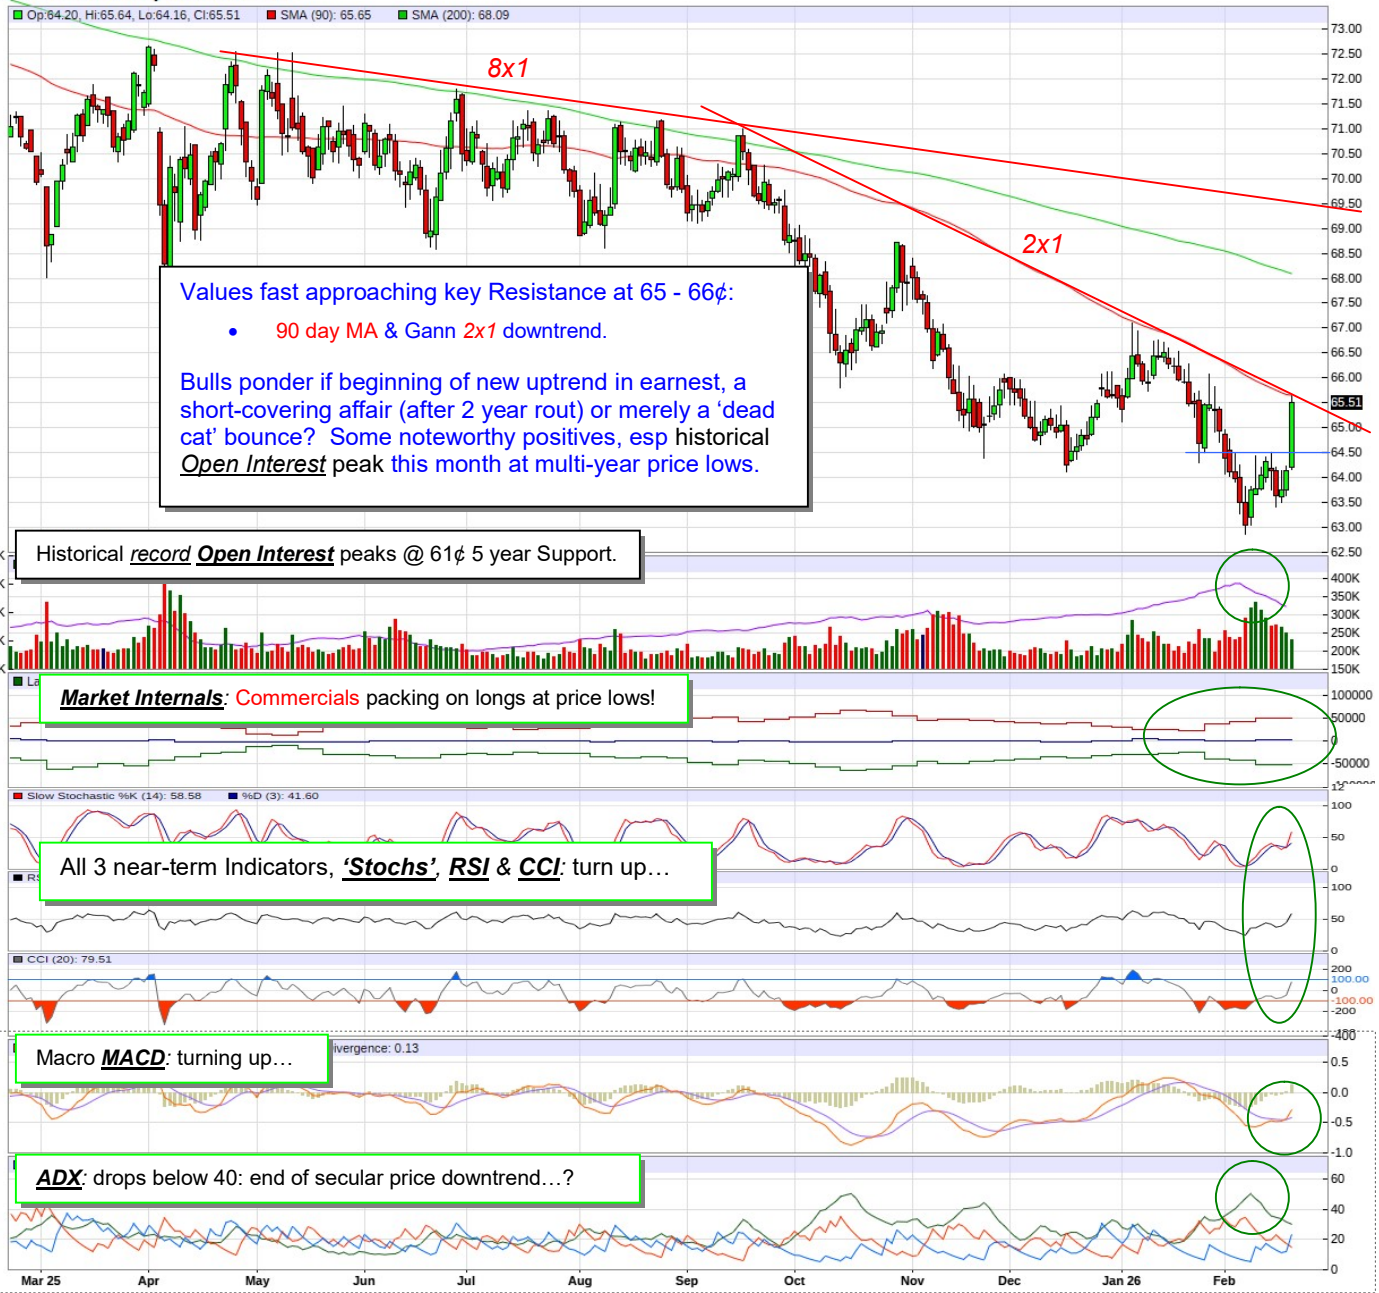 Op:64.20, Hi:65.64, Lo:64.16, Cl:65.51 SMA (90): 65.65 SMA (200): 68.09
73.00
72.50
72.00
71.50
71.00
70.50
70.00
69.50
69.00
68.50
68.00
67.50
67.00
66.50
66.00
65.51
65.00
64.50
64.00
63.50
63.00
62.50
8x1
2x1
Values fast approaching key Resistance at 65 - 66¢:
• 90 day MA & Gann 2x1 downtrend.
Bulls ponder if beginning of new uptrend in earnest, a
short-covering affair (after 2 year rout) or merely a ‘dead
cat’ bounce? Some noteworthy positives, esp historical
Open Interest peak this month at multi-year price lows.
Historical record Open Interest peaks @ 61¢ 5 year Support.
400K
350K
300K
250K
200K
150K
La
Market Internals: Commercials packing on longs at price lows!
100000
50000
0
-50000
Slow Stochastic %K (14): 58.58 %D (3): 41.60
100
50
0
All 3 near-term Indicators, ‘Stochs’, RSI & CCI: turn up…
RS
100
50
0
CCI (20): 79.51
200
100.00
0
-100.00
-200
-400
Macro MACD: turning up…
ivergence: 0.13
0.5
0.0
-0.5
-1.0
ADX: drops below 40: end of secular price downtrend…?
60
40
20
0
Mar 25 Apr May Jun Jul Aug Sep Oct Nov Dec Jan 26 Feb